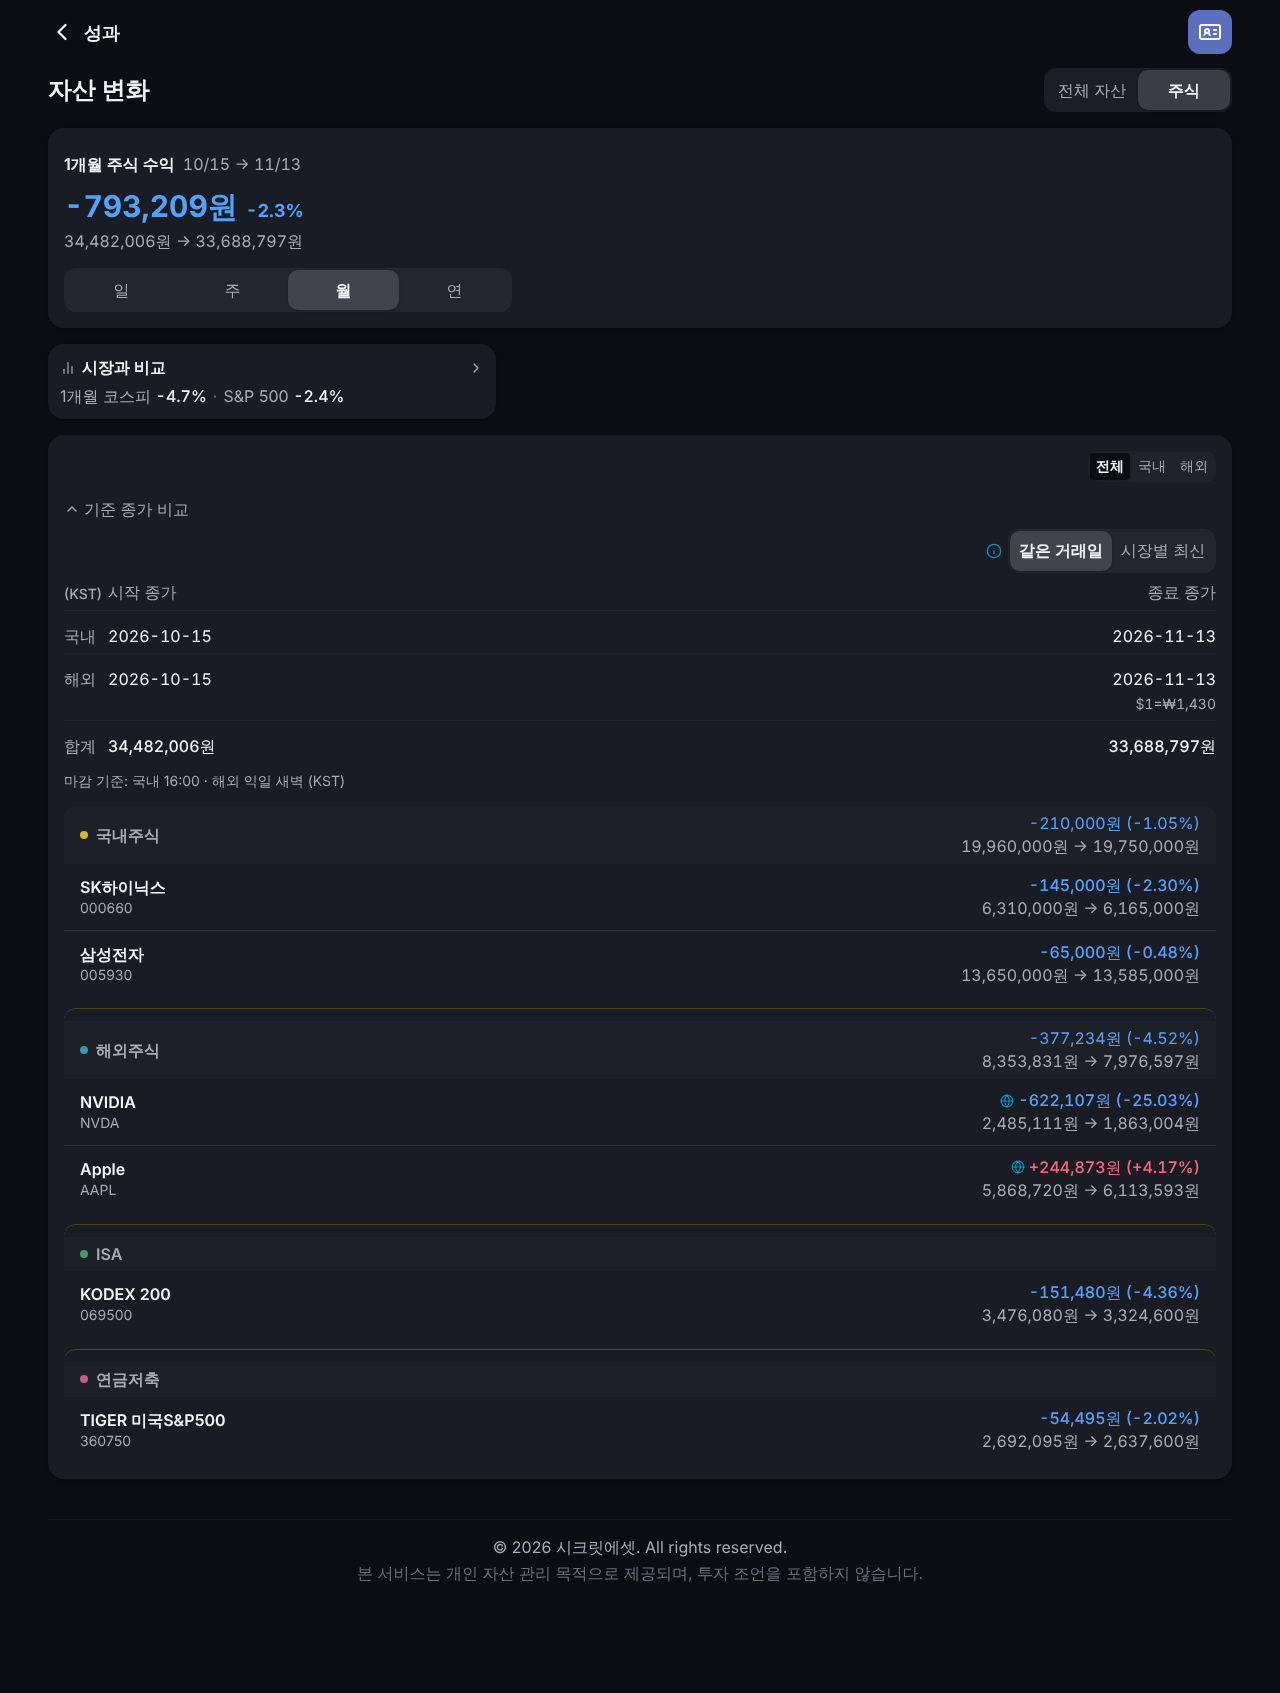 성과
자산 변화
전체 자산 주식
1개월 주식 수익 10/15 → 11/13
-793,209원 -2.3%
34,482,006원 → 33,688,797원
일 주 월 연
시장과 비교
1개월 코스피 -4.7% · S&P 500 -2.4%
전체 국내 해외
기준 종가 비교
같은 거래일 시장별 최신
(KST) 시작 종가 종료 종가
국내 2026-10-15 2026-11-13
해외 2026-10-15 2026-11-13
$1=₩1,430
합계 34,482,006원 33,688,797원
마감 기준: 국내 16:00 · 해외 익일 새벽 (KST)
국내주식 -210,000원 (-1.05%)
19,960,000원 → 19,750,000원
SK하이닉스 -145,000원 (-2.30%)
000660 6,310,000원 → 6,165,000원
삼성전자 -65,000원 (-0.48%)
005930 13,650,000원 → 13,585,000원
해외주식 -377,234원 (-4.52%)
8,353,831원 → 7,976,597원
NVIDIA -622,107원 (-25.03%)
NVDA 2,485,111원 → 1,863,004원
Apple +244,873원 (+4.17%)
AAPL 5,868,720원 → 6,113,593원
ISA
KODEX 200 -151,480원 (-4.36%)
069500 3,476,080원 → 3,324,600원
연금저축
TIGER 미국S&P500 -54,495원 (-2.02%)
360750 2,692,095원 → 2,637,600원
© 2026 시크릿에셋. All rights reserved.
본 서비스는 개인 자산 관리 목적으로 제공되며, 투자 조언을 포함하지 않습니다.